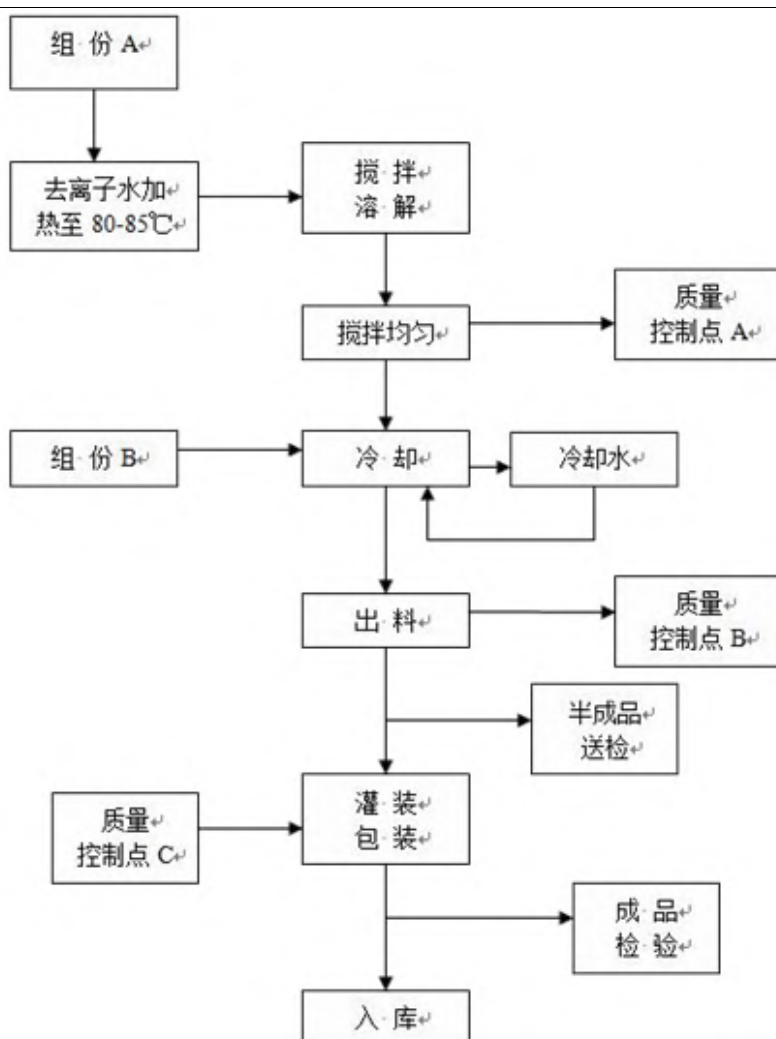 组 份 A
去离子水加
热至 80-85℃
搅 拌
溶 解
搅拌均匀
质量
控制点 A
组 份 B
冷 却
冷却水
出 料
质量
控制点 B
半成品
送检
灌 装
包 装
质量
控制点 C
成 品
检 验
入 库